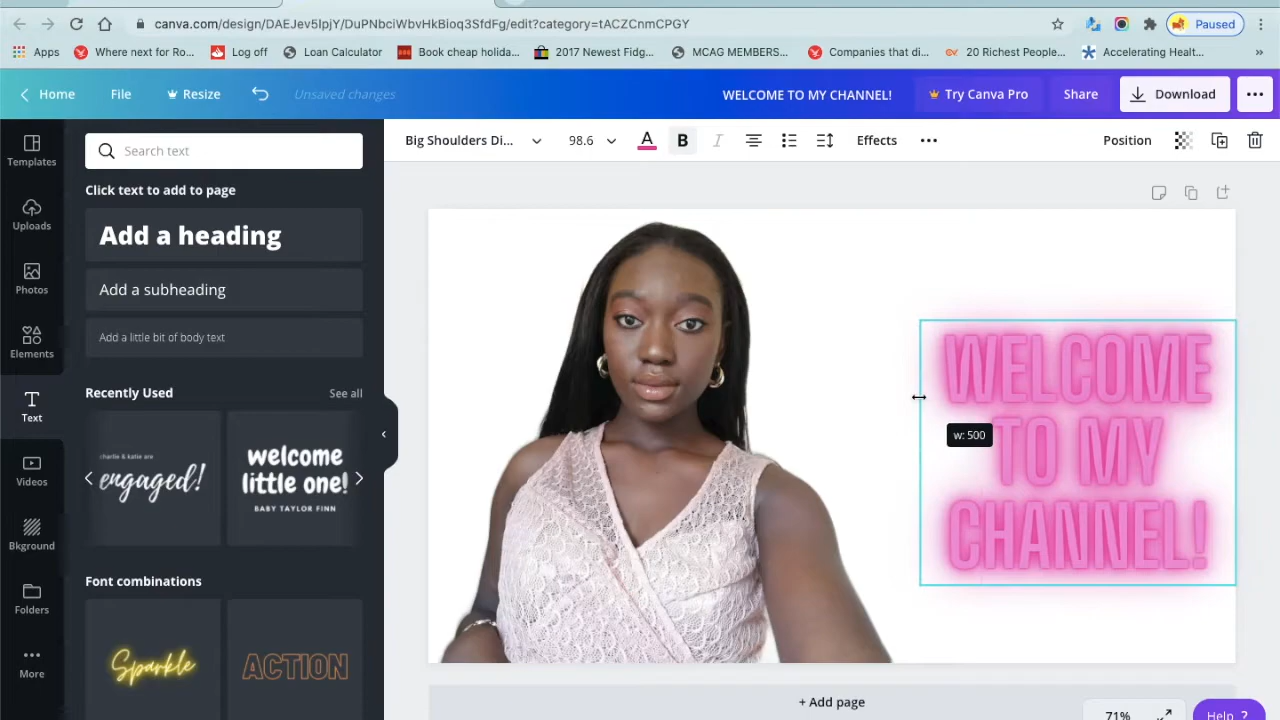 canva.com/design/DAEJev5IpjY/DuPNbciWbvHkBioq3SfdFg/edit?category=tACZCnmCPGY
Paused
Apps
Where next for Ro...
Log off
Loan Calculator
Book cheap holida...
2017 Newest Fidg...
MCAG MEMBERS...
Companies that di...
20 Richest People...
Accelerating Healt...
»
Home
File
Resize
Unsaved changes
WELCOME TO MY CHANNEL!
Try Canva Pro
Share
Download
Templates
Uploads
Photos
Elements
Text
Videos
Bkground
Folders
More
Search text
Click text to add to page
Add a heading
Add a subheading
Add a little bit of body text
Recently Used
See all
charlie & katie are
engaged!
welcome
little one!
BABY TAYLOR FINN
Font combinations
Sparkle
ACTION
Big Shoulders Di...
98.6
A
B
I
Effects
Position
WELCOME
TO MY
CHANNEL!
w: 500
+ Add page
71%
Help ?